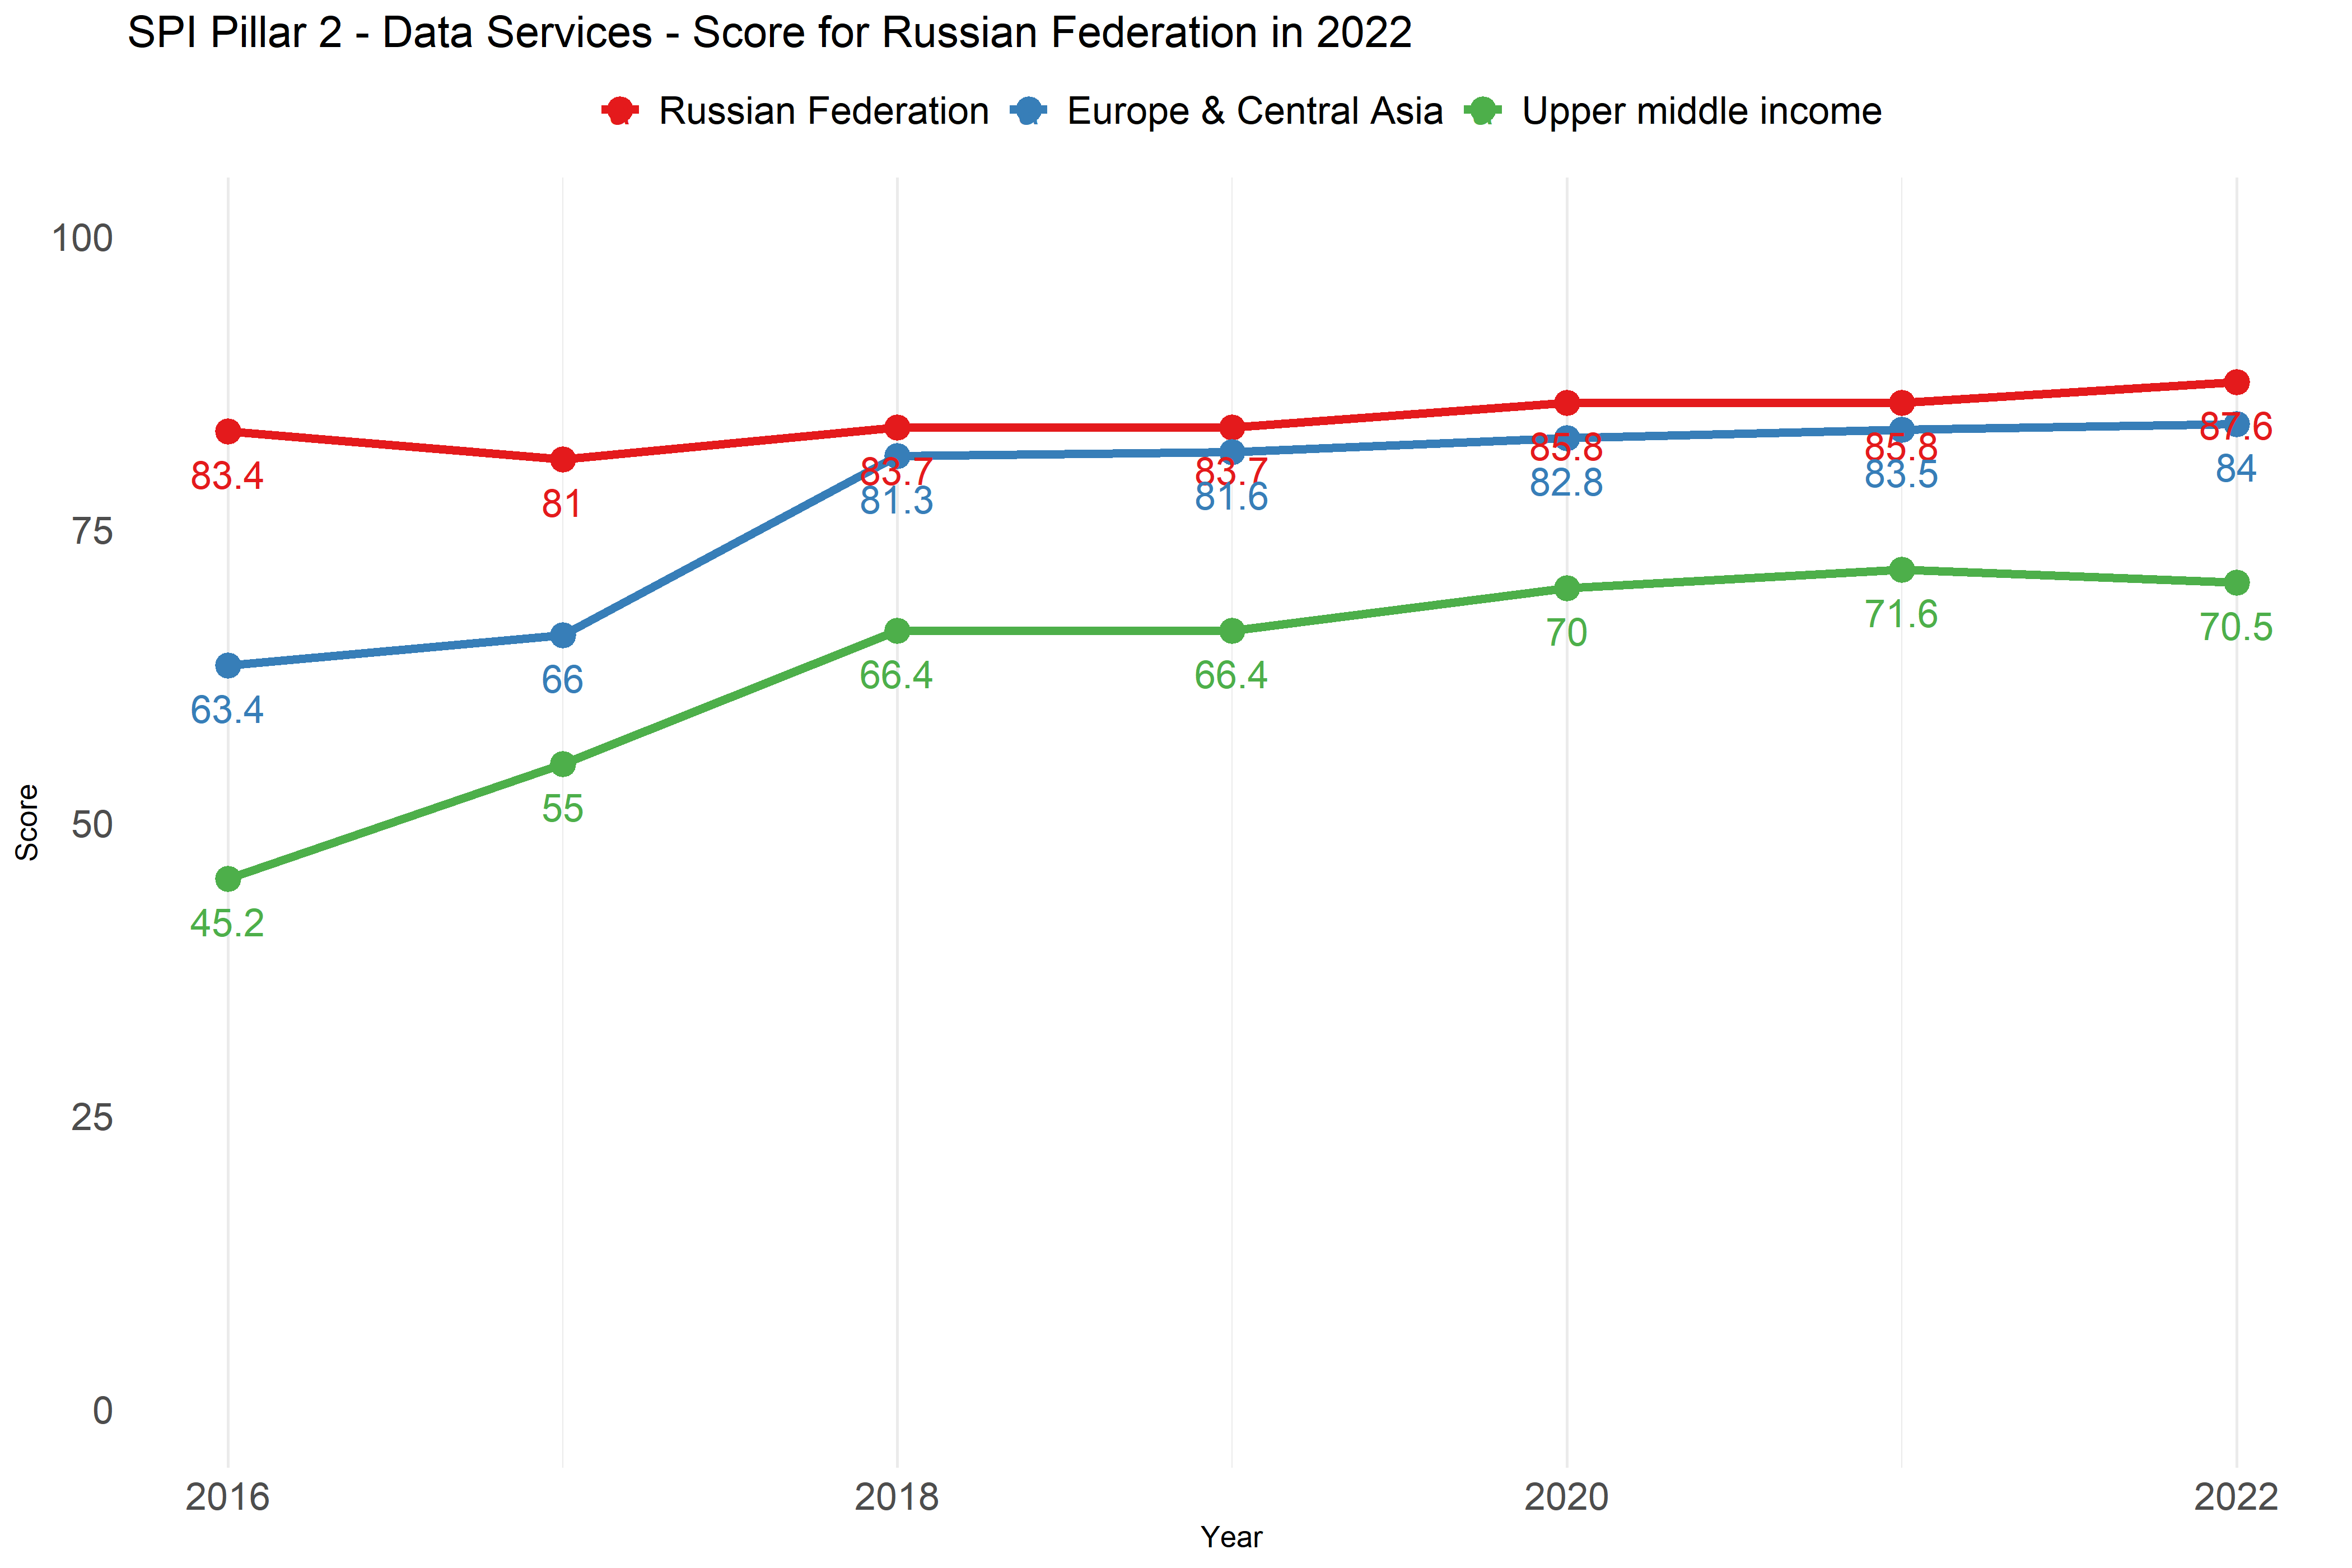 SPI Pillar 2 - Data Services - Score for Russian Federation in 2022
Russian Federation Europe & Central Asia Upper middle income
100
75
50
25
0
Score
83.4 81 83.7 83.7 85.8 85.8 87.6
63.4 66 81.3 81.6 82.8 83.5 84
45.2 55 66.4 66.4 70 71.6 70.5
2016 2018 2020 2022
Year